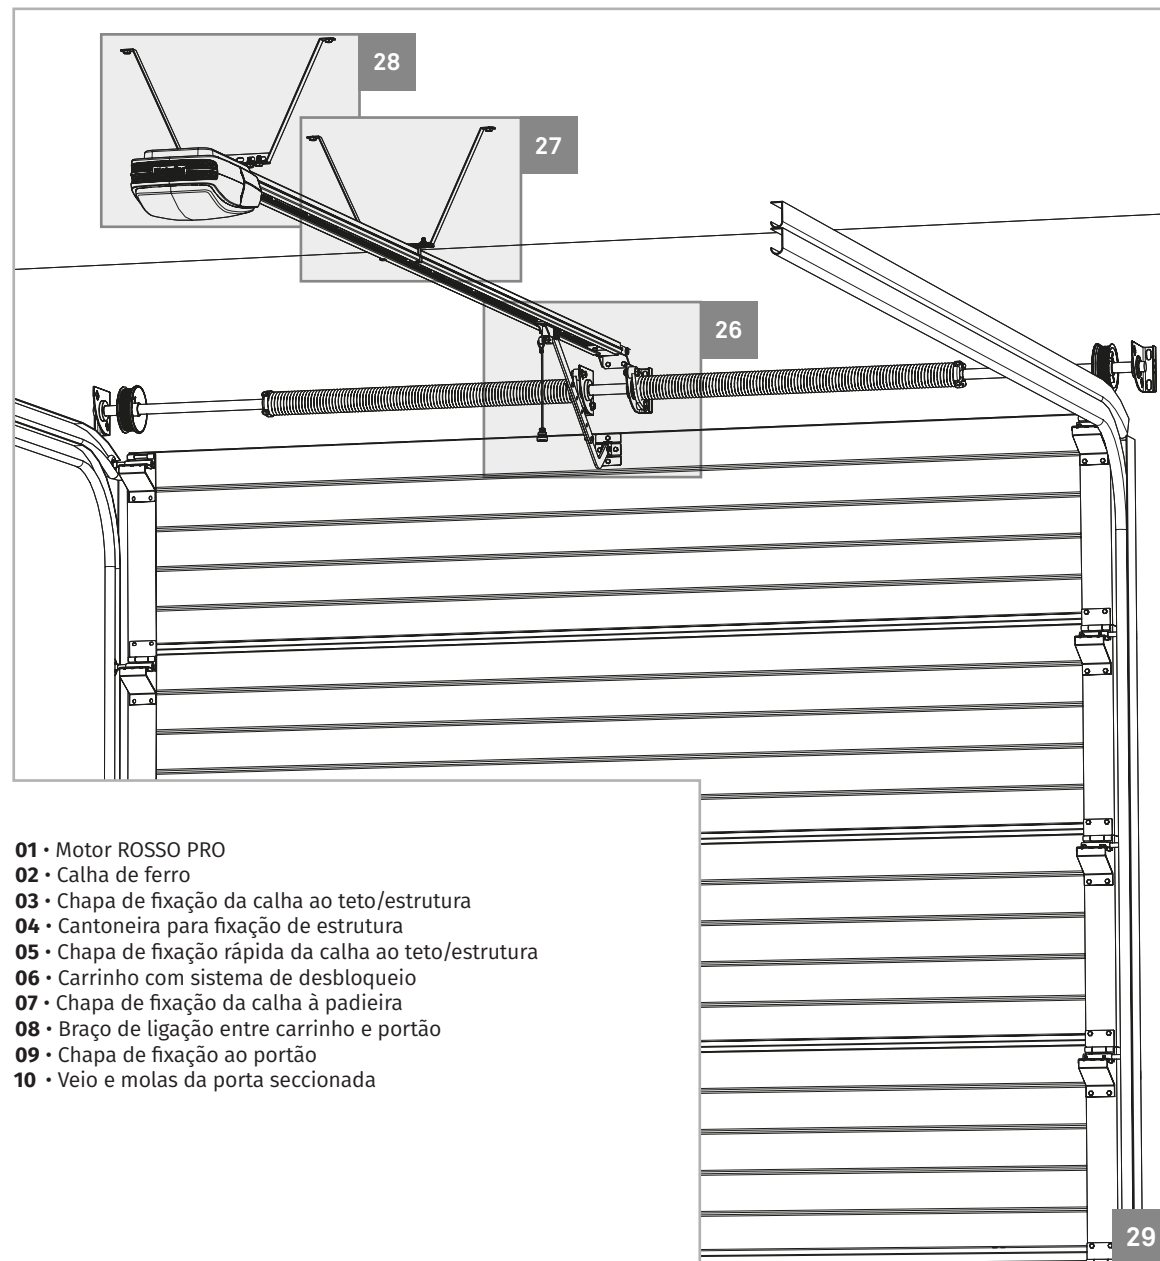 28
27
26
01 • Motor ROSSO PRO
02 • Calha de ferro
03 • Chapa de fixação da calha ao teto/estrutura
04 • Cantoneira para fixação de estrutura
05 • Chapa de fixação rápida da calha ao teto/estrutura
06 • Carrinho com sistema de desbloqueio
07 • Chapa de fixação da calha à padieira
08 • Braço de ligação entre carrinho e portão
09 • Chapa de fixação ao portão
10 • Veio e molas da porta seccionada
29